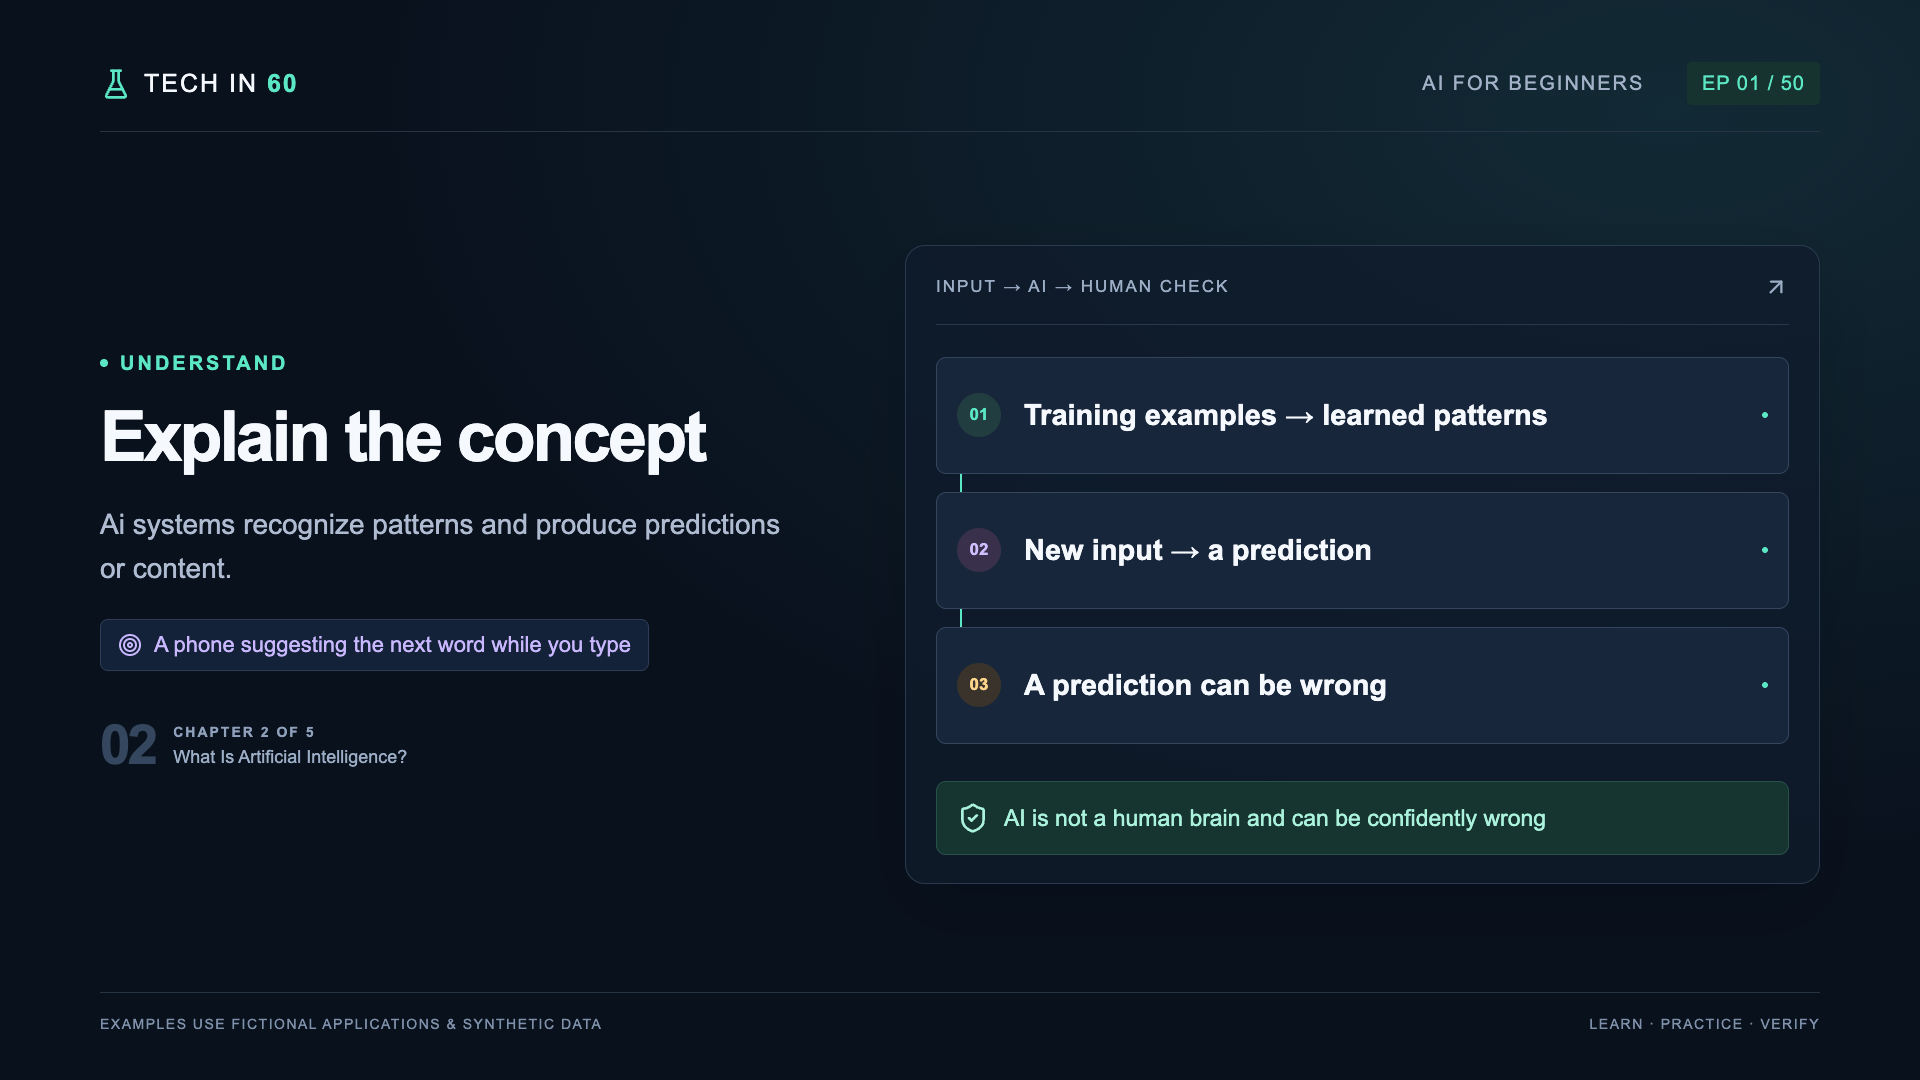 TECH IN 60
AI FOR BEGINNERS
EP 01 / 50
UNDERSTAND
Explain the concept
Ai systems recognize patterns and produce predictions
or content.
A phone suggesting the next word while you type
02
CHAPTER 2 OF 5
What Is Artificial Intelligence?
INPUT → AI → HUMAN CHECK
01 Training examples → learned patterns
02 New input → a prediction
03 A prediction can be wrong
AI is not a human brain and can be confidently wrong
EXAMPLES USE FICTIONAL APPLICATIONS & SYNTHETIC DATA
LEARN · PRACTICE · VERIFY